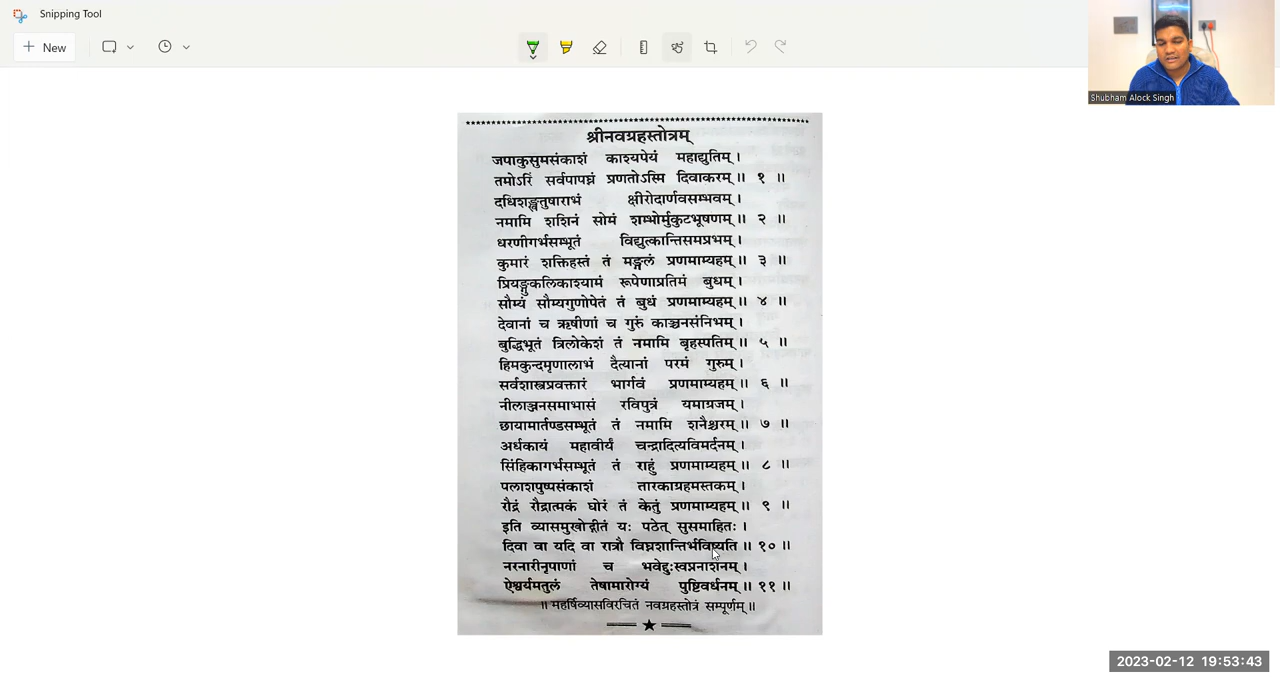 Snipping Tool
New
Shubham Alock Singh
श्रीनवग्रहस्तोत्रम्
जपाकुसुमसंकाशं काश्यपेयं महाद्युतिम् ।
तमोऽरिं सर्वपापघ्नं प्रणतोऽस्मि दिवाकरम् ॥ १ ॥
दधिशङ्खतुषाराभं क्षीरोदार्णवसम्भवम् ।
नमामि शशिनं सोमं शम्भोर्मुकुटभूषणम् ॥ २ ॥
धरणीगर्भसम्भूतं विद्युत्कान्तिसमप्रभम् ।
कुमारं शक्तिहस्तं तं मङ्गलं प्रणमाम्यहम् ॥ ३ ॥
प्रियङ्गुकलिकाश्यामं रूपेणाप्रतिमं बुधम् ।
सौम्यं सौम्यगुणोपेतं तं बुधं प्रणमाम्यहम् ॥ ४ ॥
देवानां च ऋषीणां च गुरुं काञ्चनसंनिभम् ।
बुद्धिभूतं त्रिलोकेशं तं नमामि बृहस्पतिम् ॥ ५ ॥
हिमकुन्दमृणालाभं दैत्यानां परमं गुरुम् ।
सर्वशास्त्रप्रवक्तारं भार्गवं प्रणमाम्यहम् ॥ ६ ॥
नीलाञ्जनसमाभासं रविपुत्रं यमाग्रजम् ।
छायामार्तण्डसम्भूतं तं नमामि शनैश्चरम् ॥ ७ ॥
अर्धकायं महावीर्यं चन्द्रादित्यविमर्दनम् ।
सिंहिकागर्भसम्भूतं तं राहुं प्रणमाम्यहम् ॥ ८ ॥
पलाशपुष्पसंकाशं तारकाग्रहमस्तकम् ।
रौद्रं रौद्रात्मकं घोरं तं केतुं प्रणमाम्यहम् ॥ ९ ॥
इति व्यासमुखोद्गीतं यः पठेत् सुसमाहितः ।
दिवा वा यदि वा रात्रौ विघ्नशान्तिर्भविष्यति ॥ १० ॥
नरनारीनृपाणां च भवेद्दुःस्वप्ननाशनम् ।
ऐश्वर्यमतुलं तेषामारोग्यं पुष्टिवर्धनम् ॥ ११ ॥
॥ महर्षिव्यासविरचितं नवग्रहस्तोत्रं सम्पूर्णम् ॥
2023-02-12 19:53:43